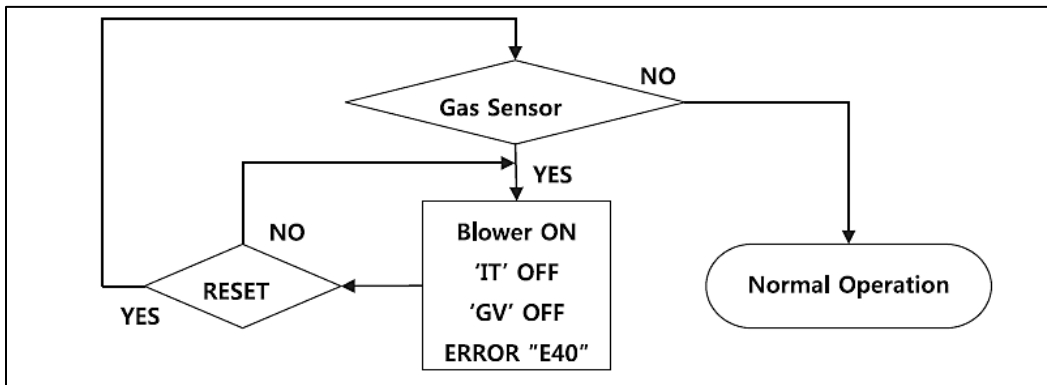 NO
Gas Sensor
YES
Blower ON
NO
'IT' OFF
Normal Operation
RESET
'GV' OFF
YES
ERROR "E40"